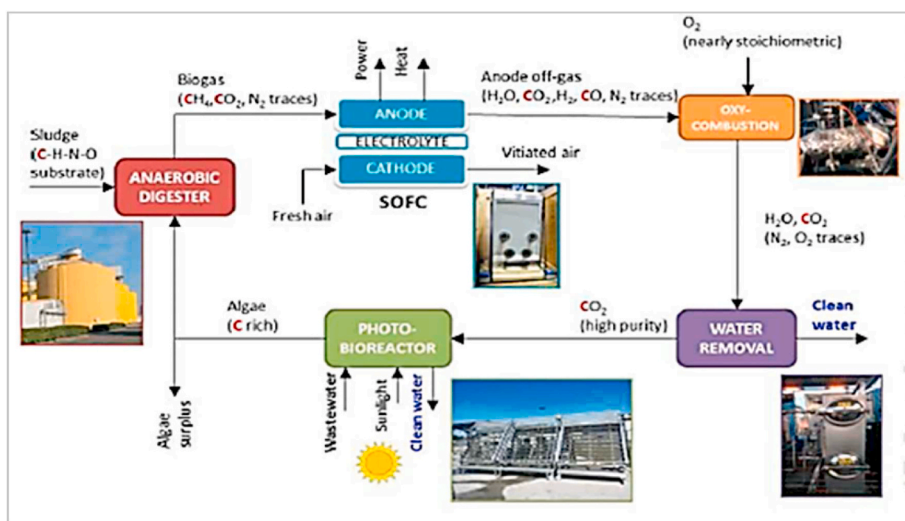 O₂
(nearly stoichiometric)
Power
Heat
Biogas
(CH₄,CO₂, N₂ traces)
Anode off-gas
(H₂O, CO₂,H₂, CO, N₂ traces)
ANODE
ELECTROLYTE
CATHODE
SOFC
OXY-
COMBUSTION
Sludge
(C-H-N-O
substrate)
ANAEROBIC
DIGESTER
Vitiated air
Fresh air
H₂O, CO₂
(N₂, O₂ traces)
Algae
(C rich)
PHOTO-
BIOREACTOR
CO₂
(high purity)
WATER
REMOVAL
Clean
water
Algae
surplus
Wastewater
Sunlight
Clean water